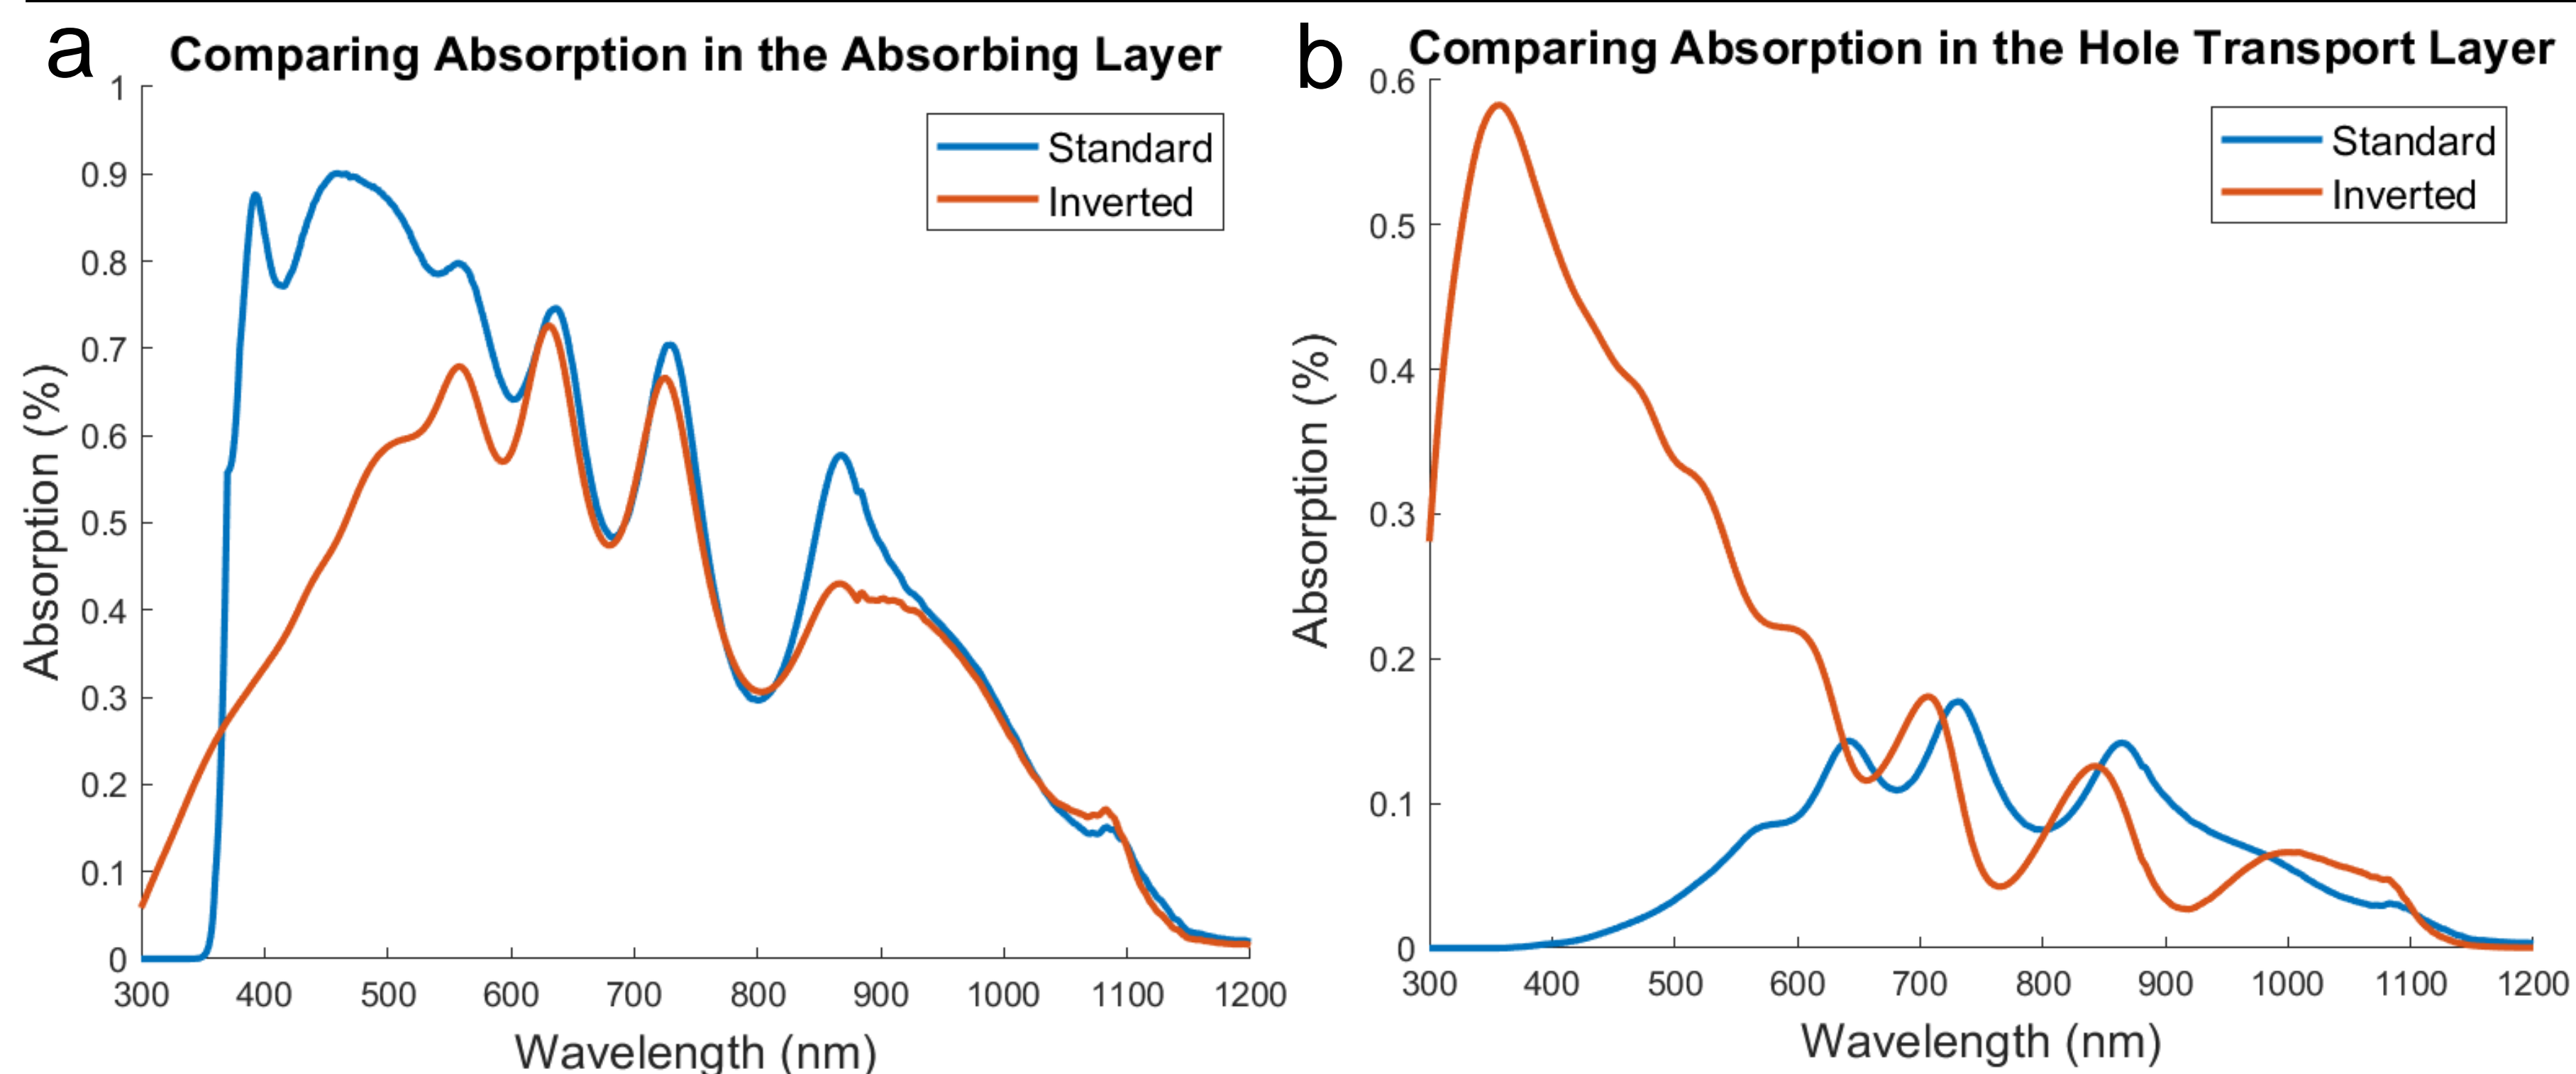 a
Comparing Absorption in the Absorbing Layer
1
0.9
0.8
0.7
0.6
0.5
0.4
0.3
0.2
0.1
0
Absorption (%)
Standard
Inverted
300 400 500 600 700 800 900 1000 1100 1200
Wavelength (nm)
b
Comparing Absorption in the Hole Transport Layer
0.6
0.5
0.4
0.3
0.2
0.1
0
Absorption (%)
Standard
Inverted
300 400 500 600 700 800 900 1000 1100 1200
Wavelength (nm)